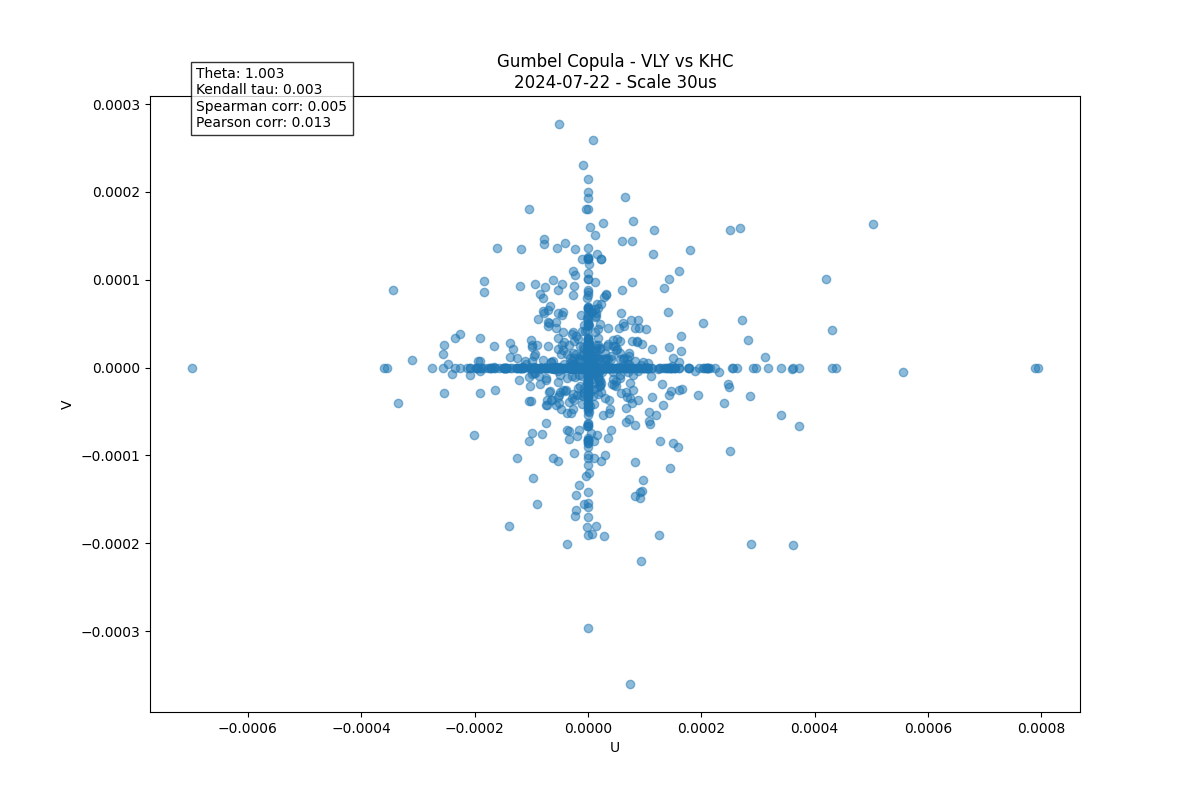 Gumbel Copula - VLY vs KHC
2024-07-22 - Scale 30us
Theta: 1.003
Kendall tau: 0.003
Spearman corr: 0.005
Pearson corr: 0.013
0.0003
0.0002
0.0001
0.0000
−0.0001
−0.0002
−0.0003
V
−0.0006 −0.0004 −0.0002 0.0000 0.0002 0.0004 0.0006 0.0008
U